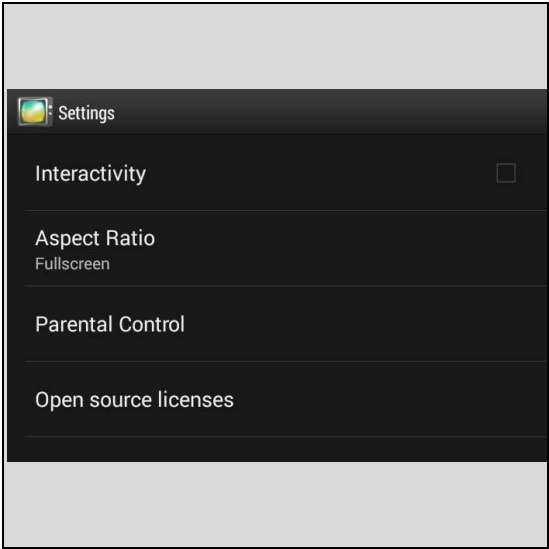 Settings
Interactivity
Aspect Ratio
Fullscreen
Parental Control
Open source licenses